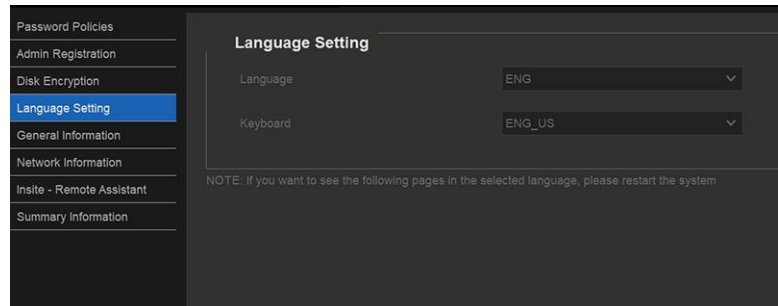 Password Policies
Admin Registration
Disk Encryption
Language Setting
General Information
Network Information
Insite - Remote Assistant
Summary Information
Language Setting
Language ENG
Keyboard ENG_US
NOTE: If you want to see the following pages in the selected language, please restart the system